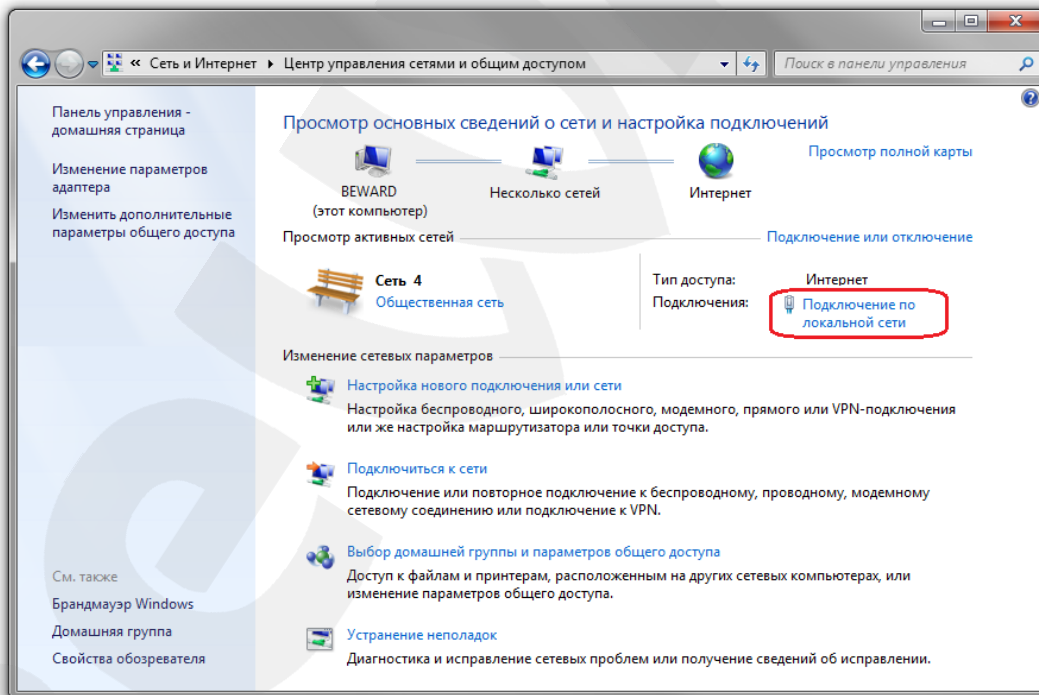 « Сеть и Интернет ▸ Центр управления сетями и общим доступом
Поиск в панели управления
Панель управления -
домашняя страница
Изменение параметров
адаптера
Изменить дополнительные
параметры общего доступа
См. также
Брандмауэр Windows
Домашняя группа
Свойства обозревателя
Просмотр основных сведений о сети и настройка подключений
Просмотр полной карты
BEWARD
(этот компьютер)
Несколько сетей
Интернет
Просмотр активных сетей
Подключение или отключение
Сеть 4
Общественная сеть
Тип доступа: Интернет
Подключения: Подключение по
локальной сети
Изменение сетевых параметров
Настройка нового подключения или сети
Настройка беспроводного, широкополосного, модемного, прямого или VPN-подключения
или же настройка маршрутизатора или точки доступа.
Подключиться к сети
Подключение или повторное подключение к беспроводному, проводному, модемному
сетевому соединению или подключение к VPN.
Выбор домашней группы и параметров общего доступа
Доступ к файлам и принтерам, расположенным на других сетевых компьютерах, или
изменение параметров общего доступа.
Устранение неполадок
Диагностика и исправление сетевых проблем или получение сведений об исправлении.